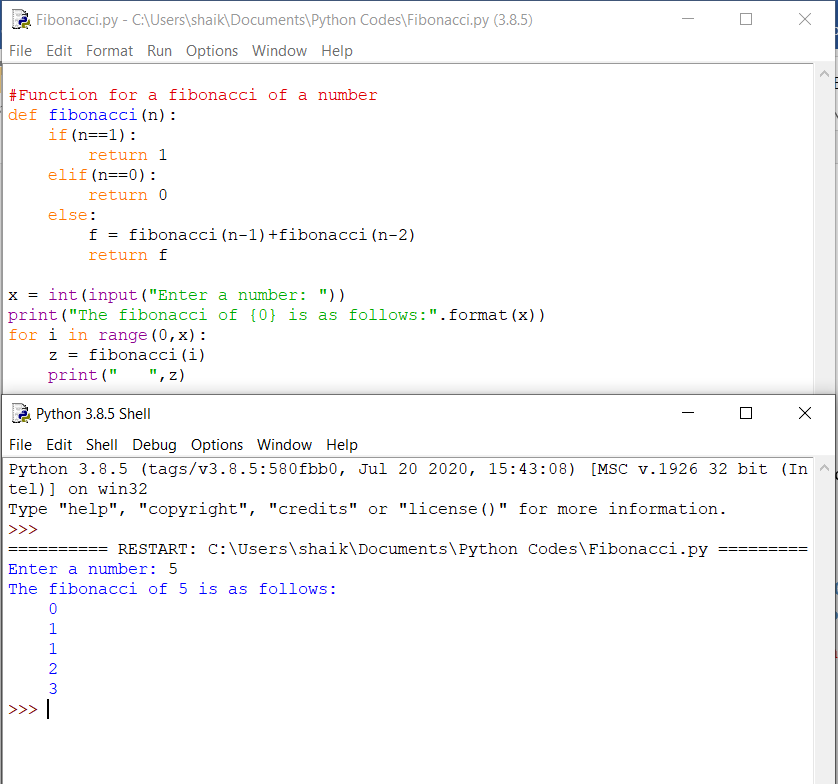 Fibonacci.py - C:\Users\shaik\Documents\Python Codes\Fibonacci.py (3.8.5)
File Edit Format Run Options Window Help
#Function for a fibonacci of a number
def fibonacci(n):
    if(n==1):
        return 1
    elif(n==0):
        return 0
    else:
        f = fibonacci(n-1)+fibonacci(n-2)
        return f
x = int(input("Enter a number: "))
print("The fibonacci of {0} is as follows:".format(x))
for i in range(0,x):
    z = fibonacci(i)
    print("   ",z)
Python 3.8.5 Shell
File Edit Shell Debug Options Window Help
Python 3.8.5 (tags/v3.8.5:580fbb0, Jul 20 2020, 15:43:08) [MSC v.1926 32 bit (In
tel)] on win32
Type "help", "copyright", "credits" or "license()" for more information.
>>>
========== RESTART: C:\Users\shaik\Documents\Python Codes\Fibonacci.py =========
Enter a number: 5
The fibonacci of 5 is as follows:
    0
    1
    1
    2
    3
>>>